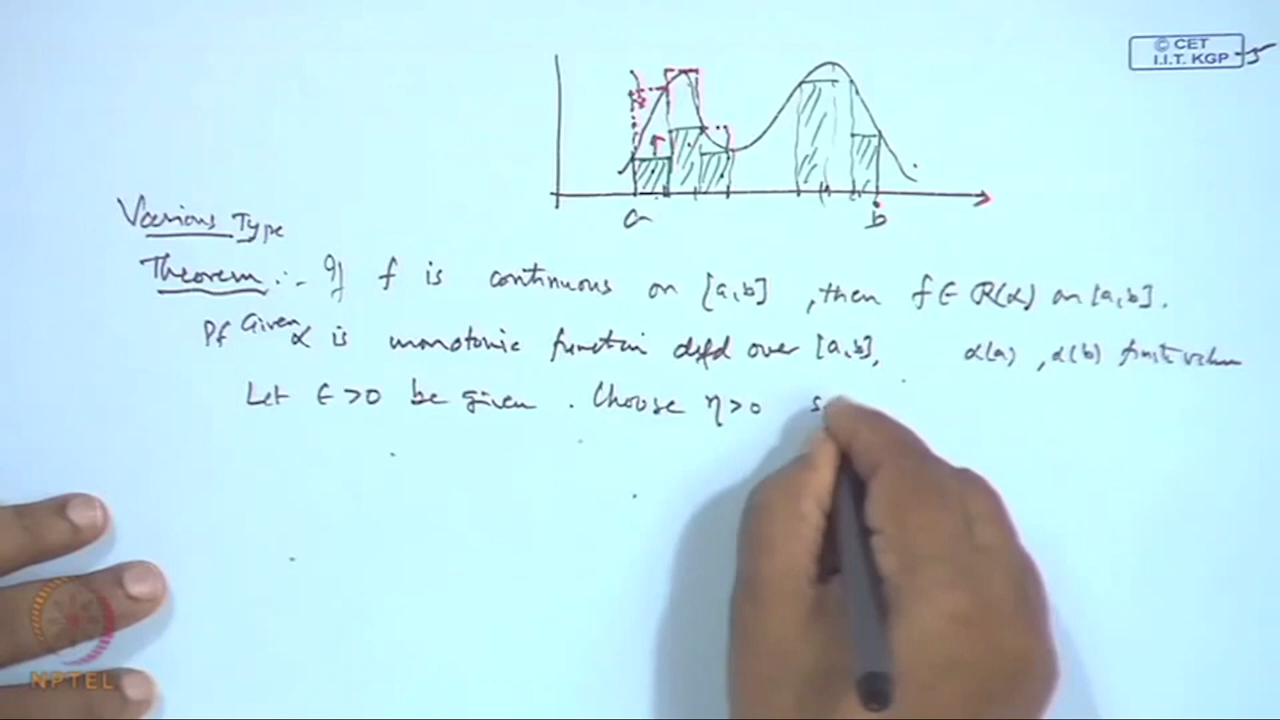 © CET
I.I.T. KGP
a b
Various Type
Theorem :- If f is continuous on [a,b], then f ∈ R(α) on [a,b].
Pf Given α is monotonic function defd over [a,b], α(a), α(b) finite
Let ε>0 be given. Choose η>0 s
NPTEL